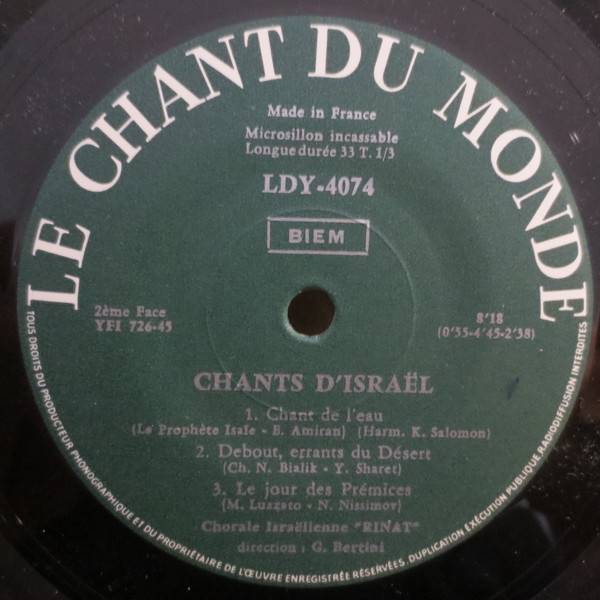 LE CHANT DU MONDE
Made in France
Microsillon incassable
Longue durée 33 T. 1/3
LDY-4074
BIEM
2ème Face
YFI 726-45
8'18
(0'55-4'45-2'38)
CHANTS D'ISRAËL
1. Chant de l'eau
(Le Prophète Isaïe - E. Amiran) (Harm. K. Salomon)
2. Debout, errants du Désert
(Ch. N. Bialik - Y. Sharet)
3. Le jour des Prémices
(M. Luzzato - N. Nissimov)
Chorale Israëlienne "RINAT"
direction : G. Bertini
TOUS DROITS DU PRODUCTEUR PHONOGRAPHIQUE ET DU PROPRIÉTAIRE DE L'ŒUVRE ENREGISTRÉE RÉSERVÉES. DUPLICATION EXÉCUTION PUBLIQUE RADIODIFFUSION INTERDITES